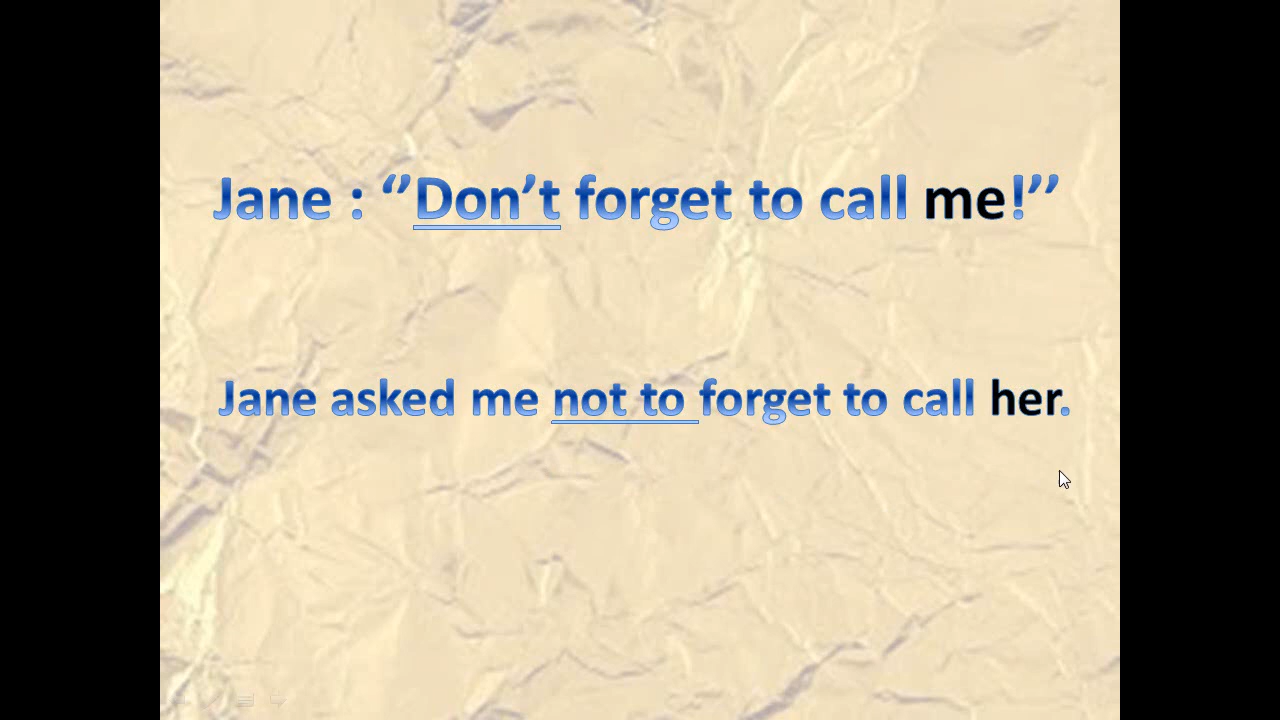 Jane : ‘’Don’t forget to call me!’’
Jane asked me not to forget to call her.